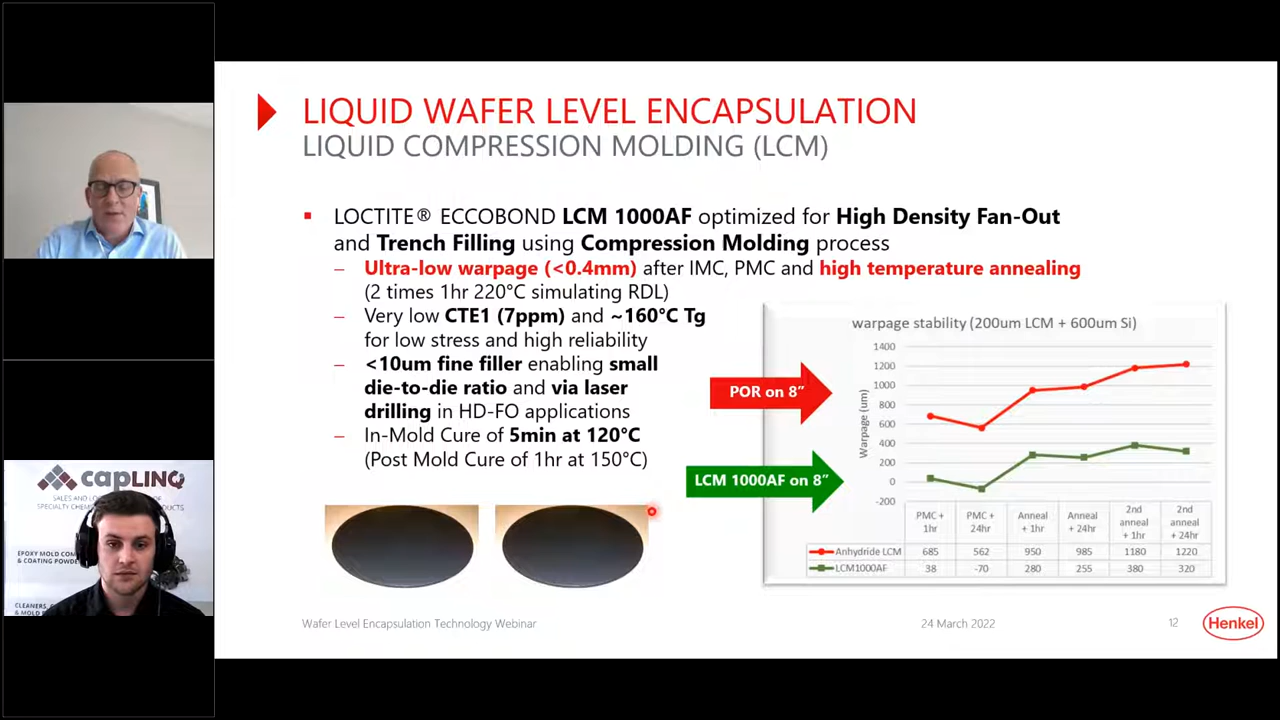 LIQUID WAFER LEVEL ENCAPSULATION
LIQUID COMPRESSION MOLDING (LCM)
LOCTITE® ECCOBOND LCM 1000AF optimized for High Density Fan-Out
and Trench Filling using Compression Molding process
– Ultra-low warpage (<0.4mm) after IMC, PMC and high temperature annealing
(2 times 1hr 220°C simulating RDL)
– Very low CTE1 (7ppm) and ~160°C Tg
for low stress and high reliability
– <10um fine filler enabling small
die-to-die ratio and via laser
drilling in HD-FO applications
– In-Mold Cure of 5min at 120°C
(Post Mold Cure of 1hr at 150°C)
POR on 8"
LCM 1000AF on 8"
warpage stability (200um LCM + 600um Si)
Warpage (um)
1400
1200
1000
800
600
400
200
0
-200
PMC + 1hr
PMC + 24hr
Anneal + 1hr
Anneal + 24hr
2nd anneal + 1hr
2nd anneal + 24hr
Anhydride LCM 685 562 950 985 1180 1220
LCM1000AF 38 -70 280 255 380 320
Wafer Level Encapsulation Technology Webinar
24 March 2022
12
Henkel
capLINQ
SALES AND
SPECIALTY CHEM
EPOXY MOLD COM
& COATING POWDE
CLEANERS,
& MOLD